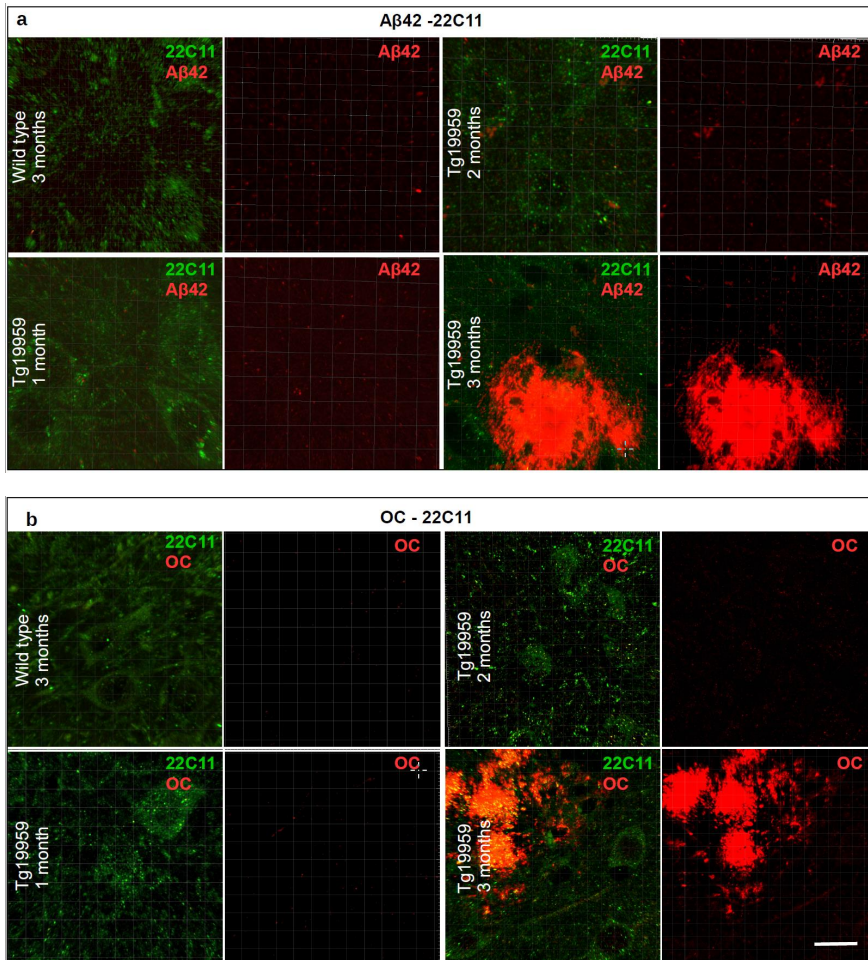 a
Aβ42 -22C11
22C11
Aβ42
Wild type
3 months
Aβ42
22C11
Aβ42
Tg19959
2 months
Aβ42
22C11
Aβ42
Tg19959
1 month
Aβ42
22C11
Aβ42
Tg19959
3 months
Aβ42
b
OC - 22C11
22C11
OC
Wild type
3 months
OC
22C11
OC
Tg19959
2 months
OC
22C11
OC
Tg19959
1 month
OC
22C11
OC
Tg19959
3 months
OC